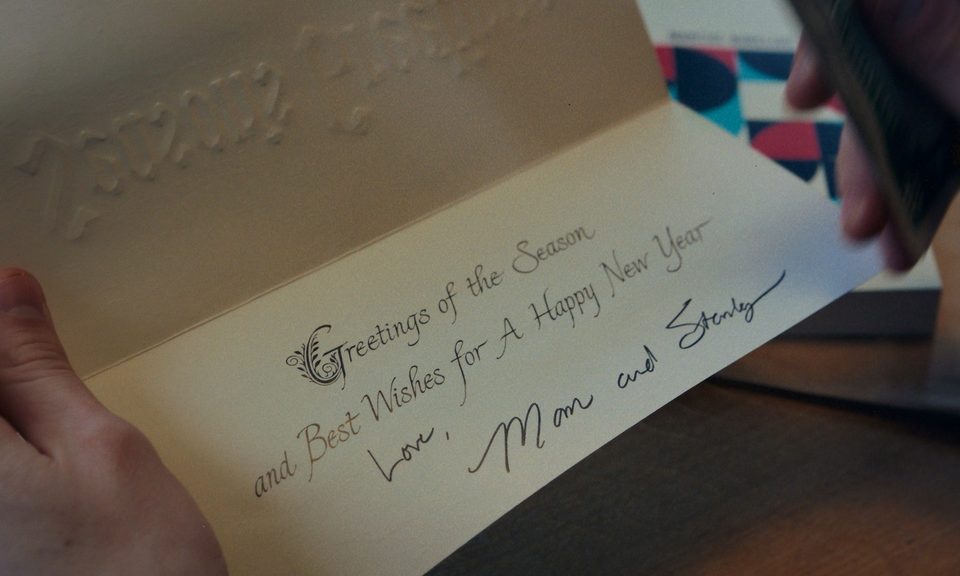 Greetings of the Season
and Best Wishes for A Happy New Year
Love,
Mom and Stanley